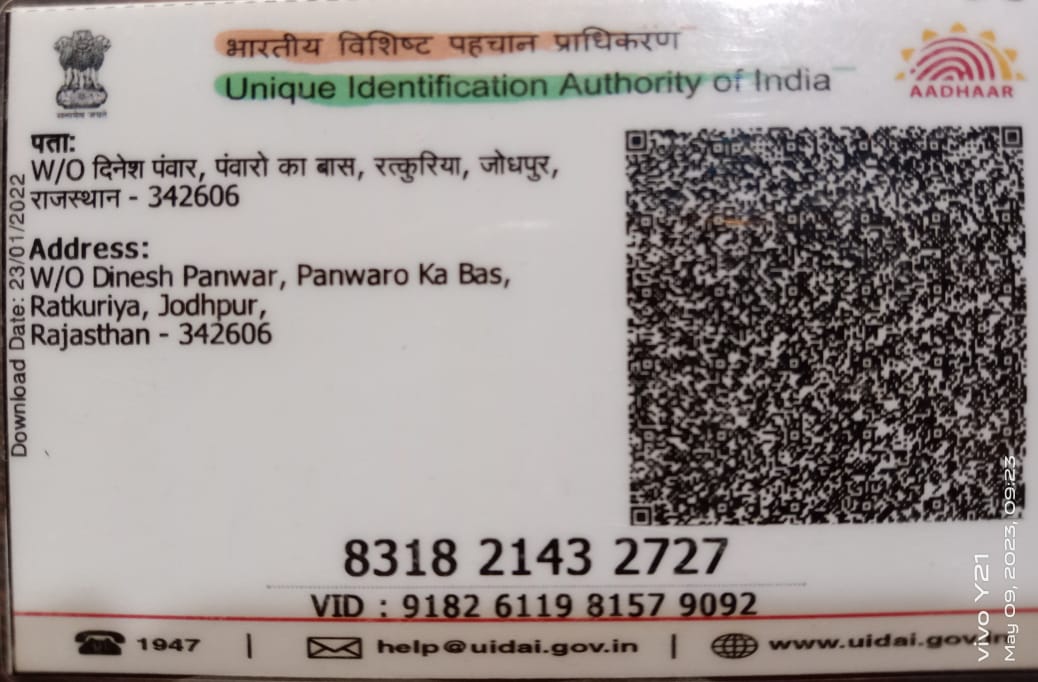 भारतीय विशिष्ट पहचान प्राधिकरण
Unique Identification Authority of India
AADHAAR
सत्यमेव जयते
पता:
W/O दिनेश पंवार, पंवारो का बास, रत्कुरिया, जोधपुर,
राजस्थान - 342606
Address:
W/O Dinesh Panwar, Panwaro Ka Bas,
Ratkuriya, Jodhpur,
Rajasthan - 342606
Download Date: 23/01/2022
8318 2143 2727
VID : 9182 6119 8157 9092
1947 | help@uidai.gov.in | www.uidai.gov.in
vivo Y21
May 09, 2023, 09:23